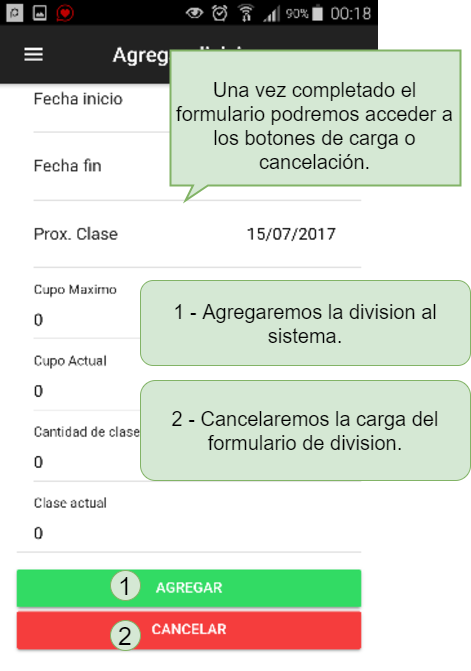 90% 00:18
Agreg
Una vez completado el
formulario podremos acceder a
los botones de carga o
cancelación.
Fecha inicio
Fecha fin
Prox. Clase 15/07/2017
Cupo Maximo
0
1 - Agregaremos la division al
sistema.
Cupo Actual
0
2 - Cancelaremos la carga del
formulario de division.
Cantidad de clase
0
Clase actual
0
1 AGREGAR
2 CANCELAR